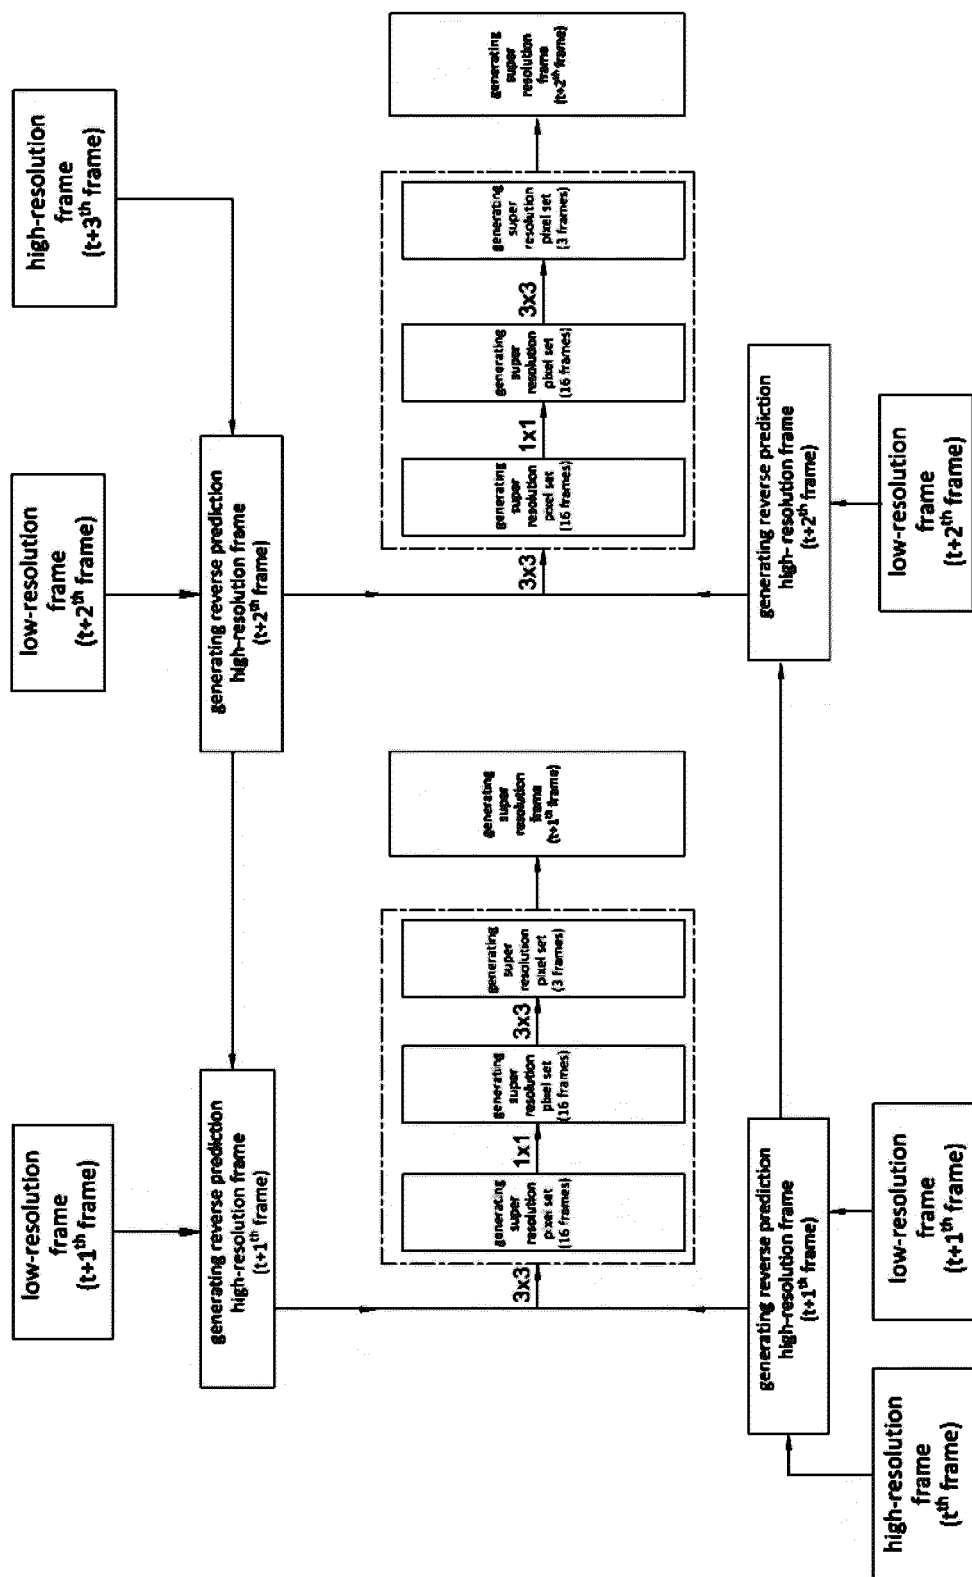 low-resolution
frame
(t+1th frame)
low-resolution
frame
(t+2th frame)
high-resolution
frame
(t+3th frame)
generating reverse prediction
high-resolution frame
(t+1th frame)
generating reverse prediction
high-resolution frame
(t+2th frame)
3x3
generating
super
resolution
pixel set
(16 frames)
1x1
generating
super
resolution
pixel set
(16 frames)
3x3
generating
super
resolution
pixel set
(3 frames)
generating
super
resolution
frame
(t+1th frame)
3x3
generating
super
resolution
pixel set
(16 frames)
1x1
generating
super
resolution
pixel set
(16 frames)
3x3
generating
super
resolution
pixel set
(3 frames)
generating
super
resolution
frame
(t+2th frame)
generating reverse prediction
high-resolution frame
(t+1th frame)
generating reverse prediction
high- resolution frame
(t+2th frame)
high-resolution
frame
(tth frame)
low-resolution
frame
(t+1th frame)
low-resolution
frame
(t+2th frame)